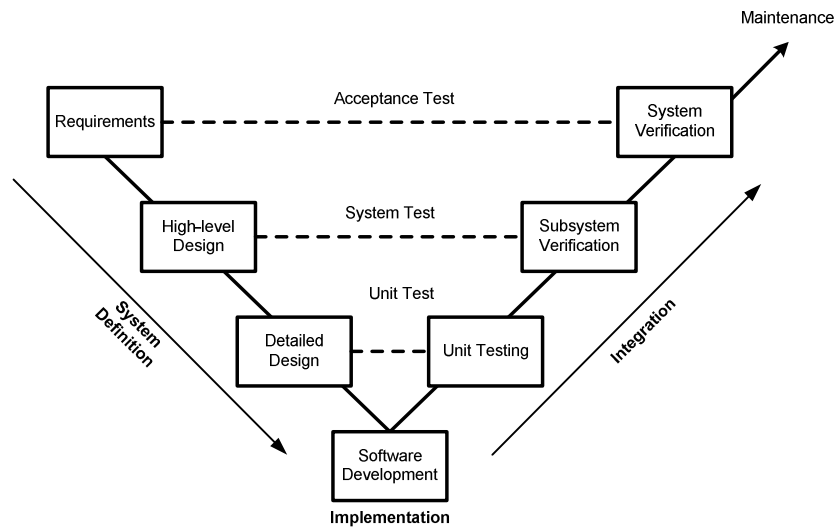 Maintenance
Acceptance Test
Requirements
System
Verification
High-level
Design
System Test
Subsystem
Verification
Unit Test
System
Definition
Detailed
Design
Unit Testing
Integration
Software
Development
Implementation